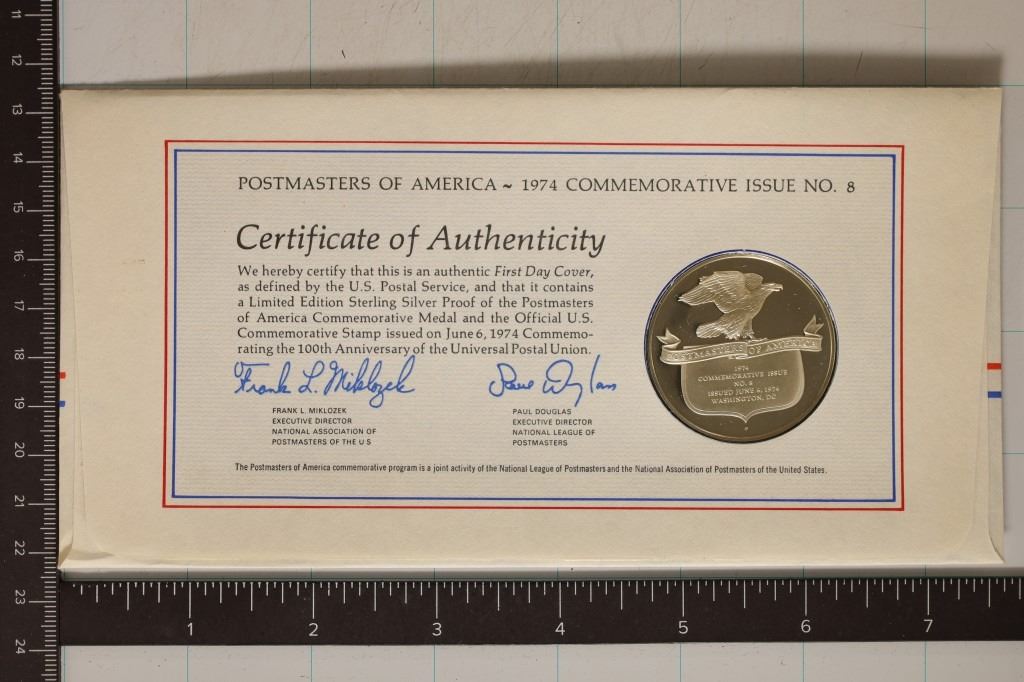 POSTMASTERS OF AMERICA ~ 1974 COMMEMORATIVE ISSUE NO. 8
Certificate of Authenticity
We hereby certify that this is an authentic First Day Cover,
as defined by the U.S. Postal Service, and that it contains
a Limited Edition Sterling Silver Proof of the Postmasters
of America Commemorative Medal and the Official U.S.
Commemorative Stamp issued on June 6, 1974 Commemo-
rating the 100th Anniversary of the Universal Postal Union.
Frank L. Miklozek
Paul Douglas
FRANK L. MIKLOZEK
EXECUTIVE DIRECTOR
NATIONAL ASSOCIATION OF
POSTMASTERS OF THE U S
PAUL DOUGLAS
EXECUTIVE DIRECTOR
NATIONAL LEAGUE OF
POSTMASTERS
The Postmasters of America commemorative program is a joint activity of the National League of Postmasters and the National Association of Postmasters of the United States.
POSTMASTERS OF AMERICA
1974
COMMEMORATIVE ISSUE
NO. 8
ISSUED JUNE 6, 1974
WASHINGTON, DC
11
12
13
14
15
16
17
18
19
20
21
22
23
24
1 2 3 4 5 6 7